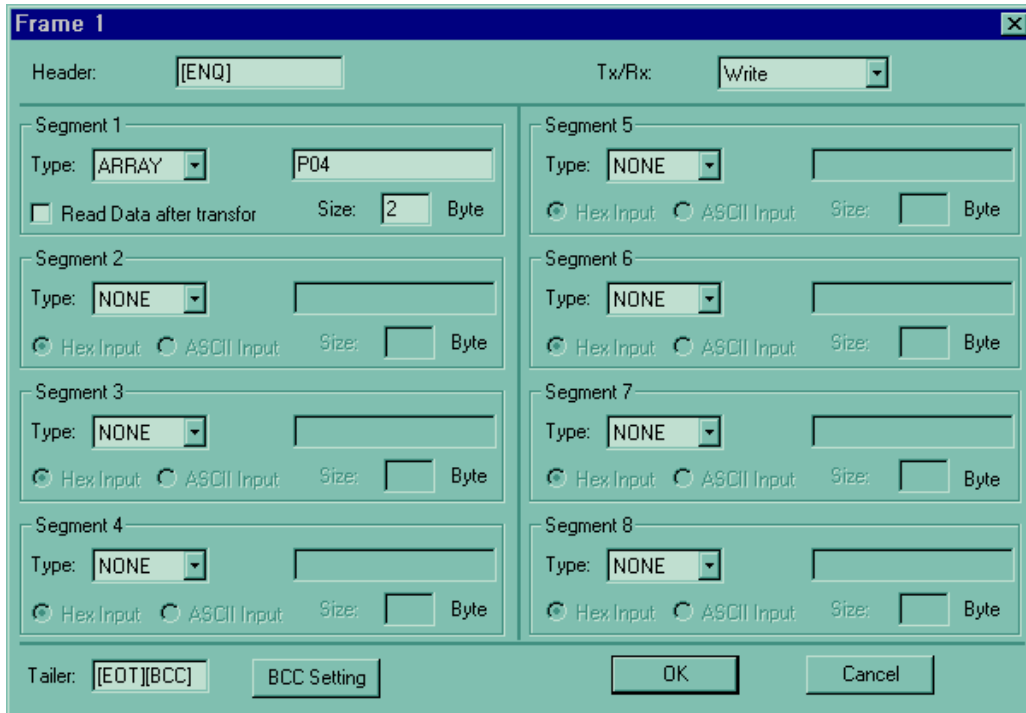 Frame 1
Header: [ENQ] Tx/Rx: Write
Segment 1
Type: ARRAY P04
Read Data after transfor Size: 2 Byte
Segment 2
Type: NONE
Hex Input ASCII Input Size: Byte
Segment 3
Type: NONE
Hex Input ASCII Input Size: Byte
Segment 4
Type: NONE
Hex Input ASCII Input Size: Byte
Segment 5
Type: NONE
Hex Input ASCII Input Size: Byte
Segment 6
Type: NONE
Hex Input ASCII Input Size: Byte
Segment 7
Type: NONE
Hex Input ASCII Input Size: Byte
Segment 8
Type: NONE
Hex Input ASCII Input Size: Byte
Tailer: [EOT][BCC] BCC Setting OK Cancel